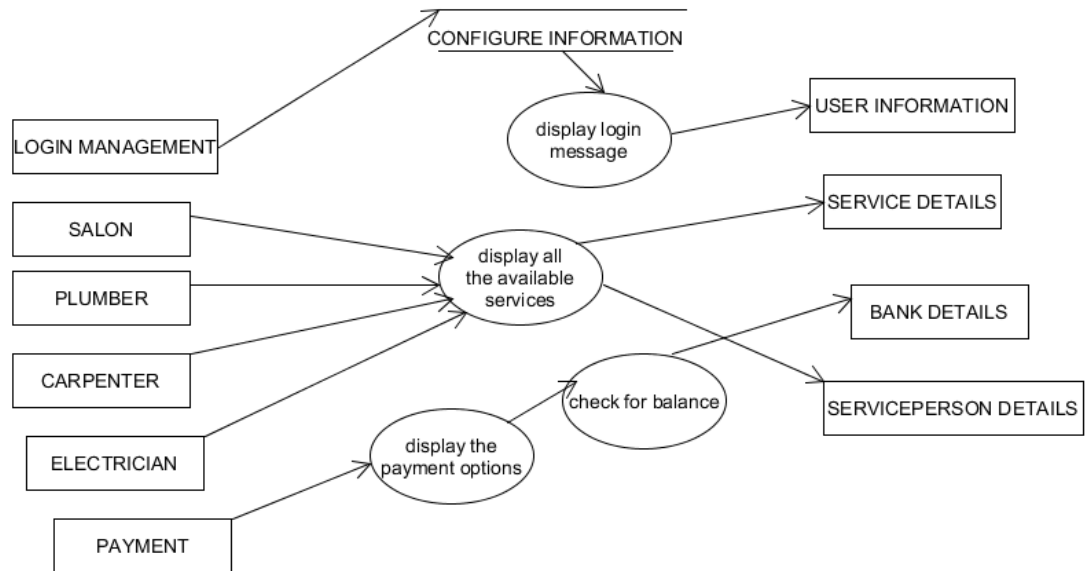 CONFIGURE INFORMATION
USER INFORMATION
display login
message
LOGIN MANAGEMENT
SERVICE DETAILS
SALON
display all
the available
services
PLUMBER
BANK DETAILS
CARPENTER
check for balance
SERVICEPERSON DETAILS
ELECTRICIAN
display the
payment options
PAYMENT